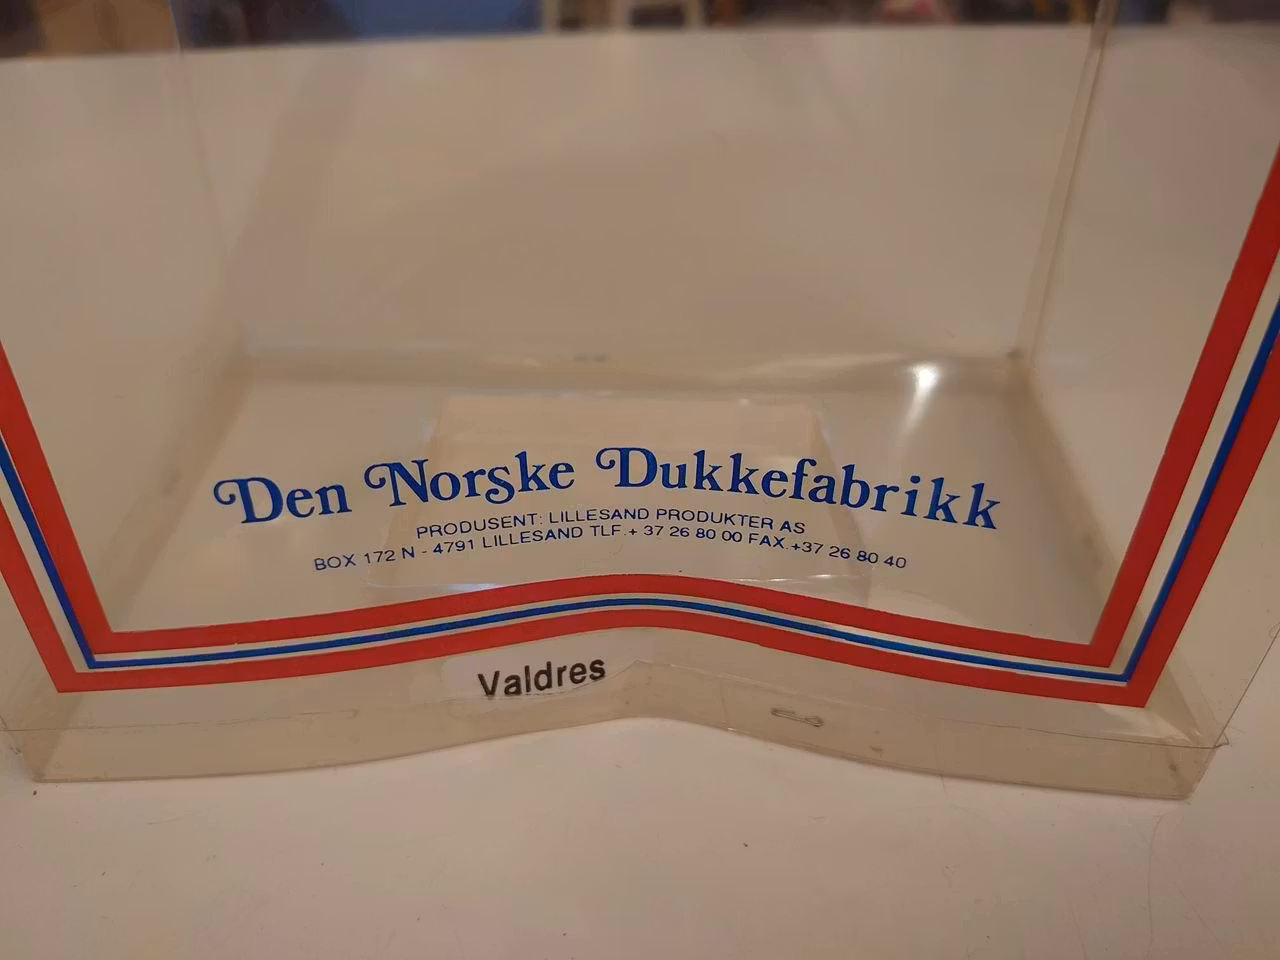 Den Norske Dukkefabrikk
PRODUSENT: LILLESAND PRODUKTER AS
BOX 172 N - 4791 LILLESAND TLF.+ 37 26 80 00 FAX.+37 26 80 40
Valdres